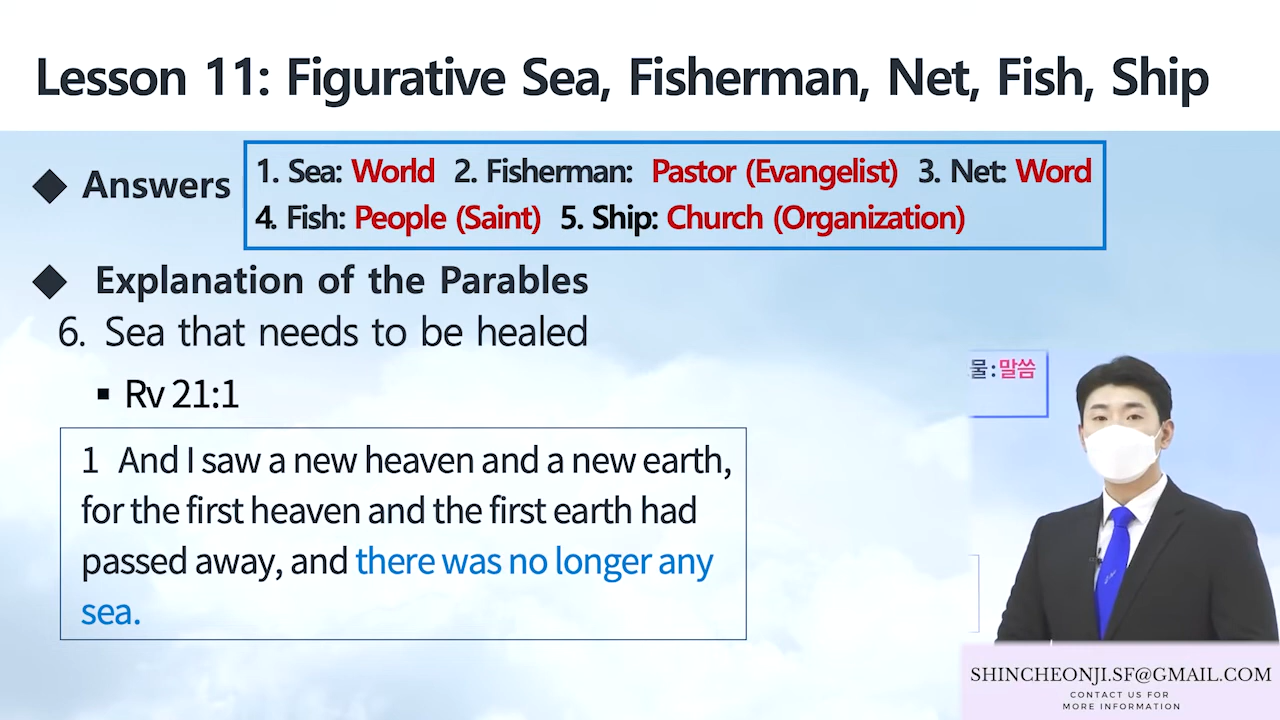 Lesson 11: Figurative Sea, Fisherman, Net, Fish, Ship
Answers
1. Sea: World 2. Fisherman: Pastor (Evangelist) 3. Net: Word
4. Fish: People (Saint) 5. Ship: Church (Organization)
Explanation of the Parables
6. Sea that needs to be healed
Rv 21:1
1 And I saw a new heaven and a new earth,
for the first heaven and the first earth had
passed away, and there was no longer any
sea.
물:말씀
SHINCHEONJI.SF@GMAIL.COM
CONTACT US FOR
MORE INFORMATION